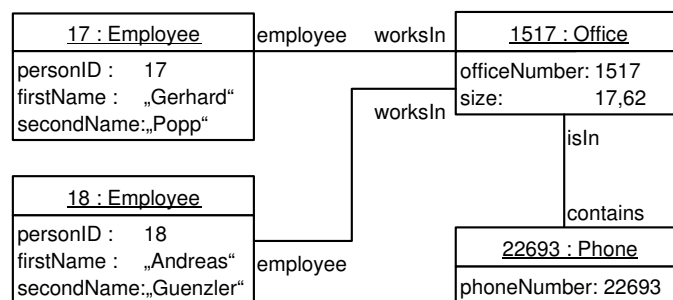 17 : Employee
personID : 17
firstName : „Gerhard“
secondName:„Popp“
employee worksIn
1517 : Office
officeNumber: 1517
size: 17,62
worksIn
isIn
18 : Employee
personID : 18
firstName : „Andreas“
secondName:„Guenzler“
employee
contains
22693 : Phone
phoneNumber: 22693